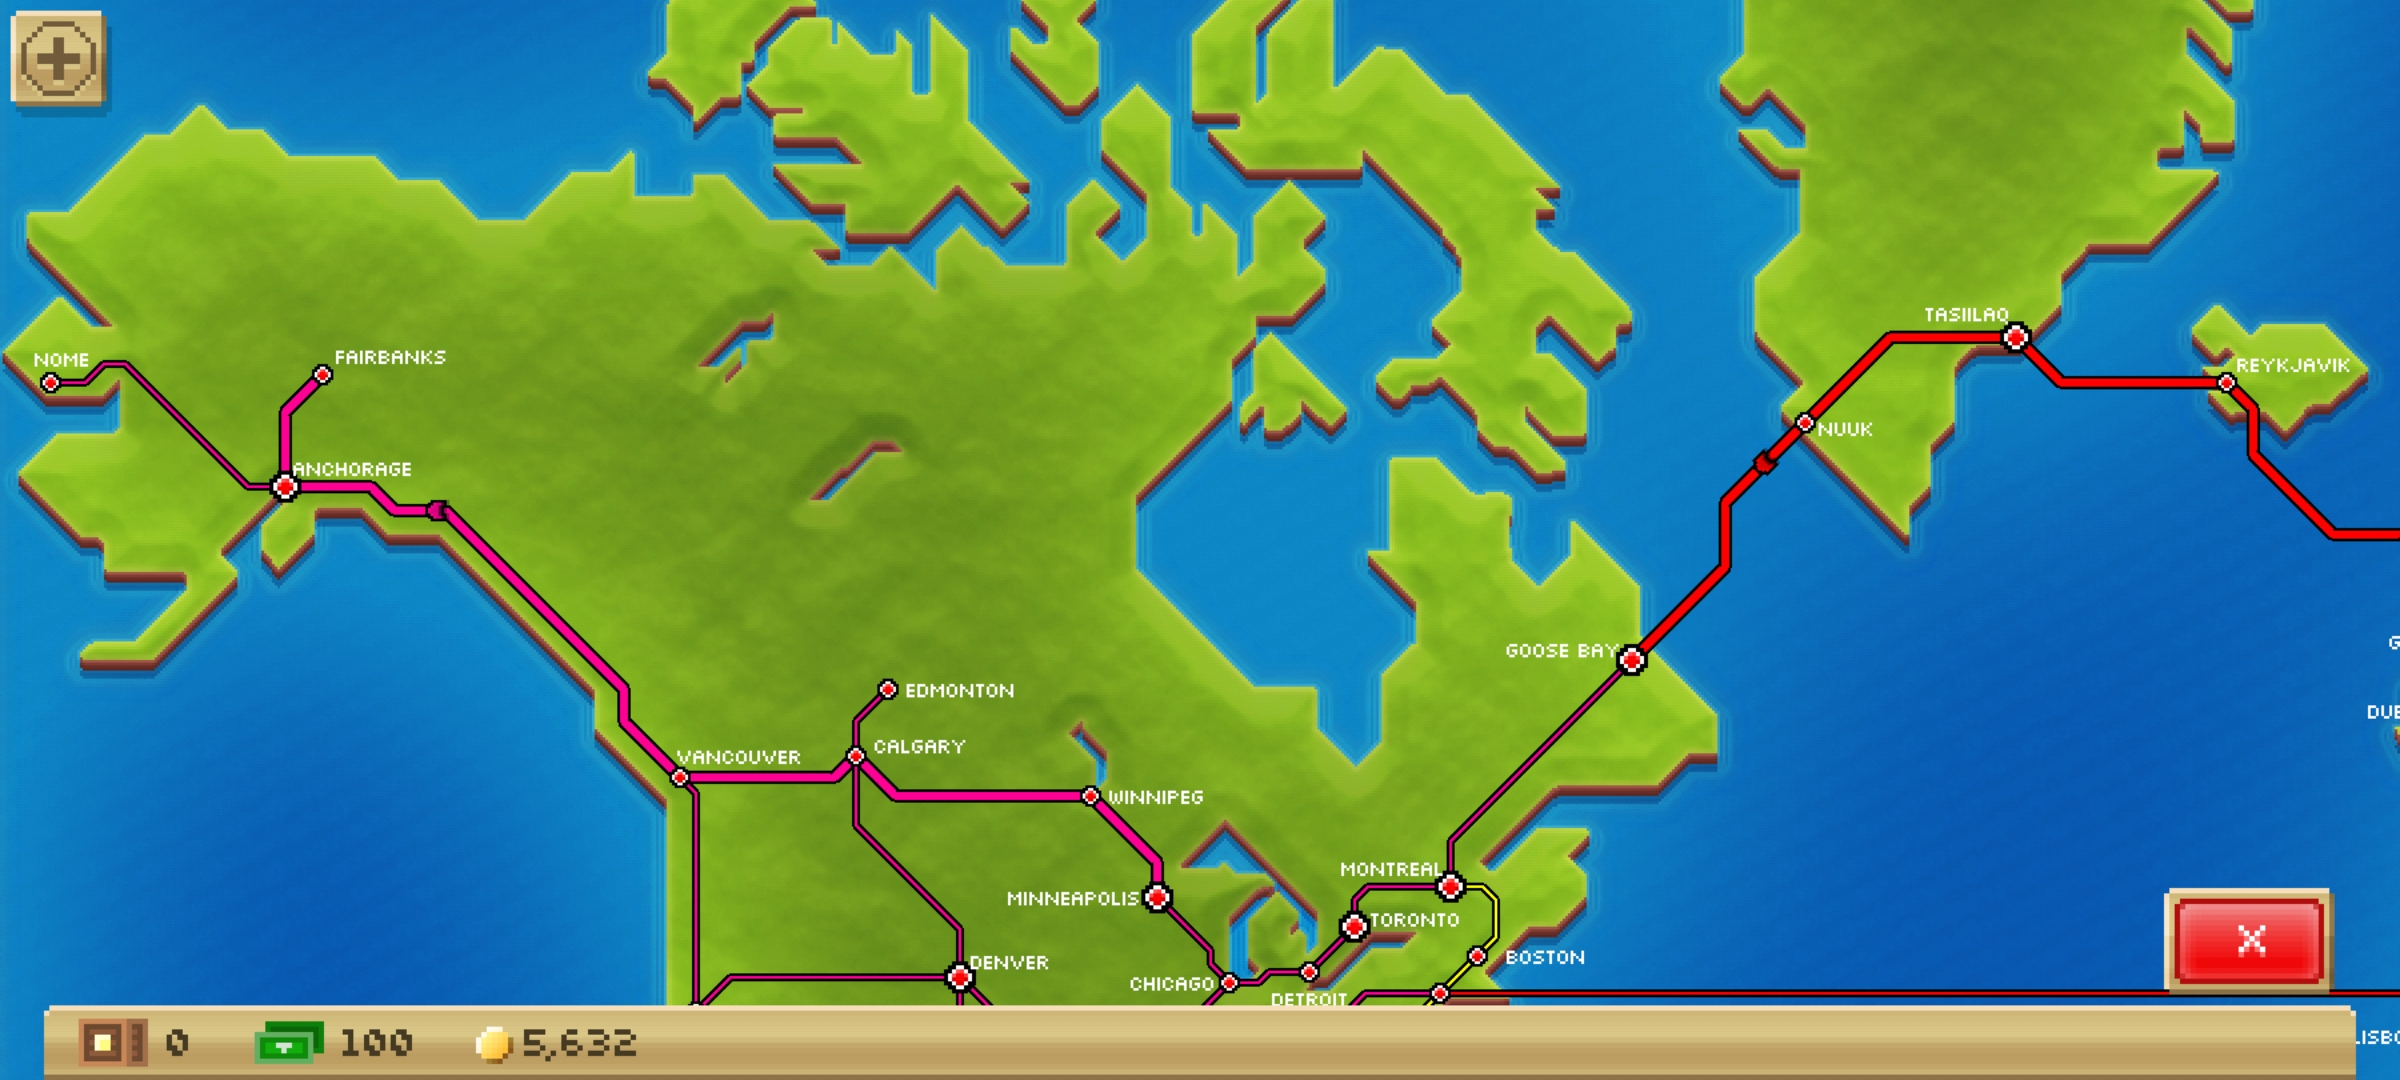 TASIILAQ
NOME
FAIRBANKS
REYKJAVIK
NUUK
ANCHORAGE
GOOSE BAY
EDMONTON
CALGARY
VANCOUVER
WINNIPEG
MONTREAL
MINNEAPOLIS
TORONTO
BOSTON
DENVER
CHICAGO
DETROIT
X
0
100
5,632